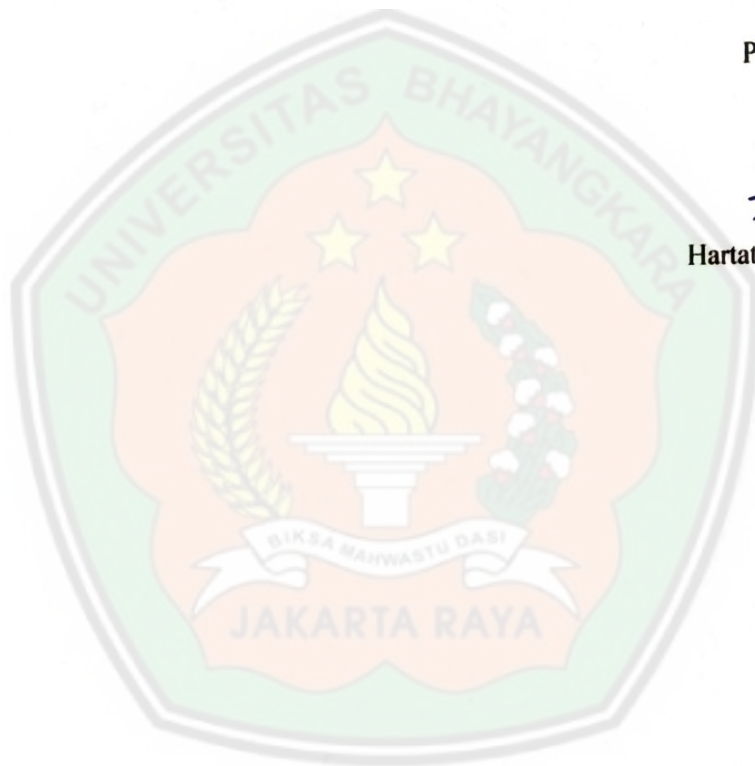 P
Hartat
UNIVERSITAS BHAYANGKARA
BIKSA MAHWASTU DASI
JAKARTA RAYA